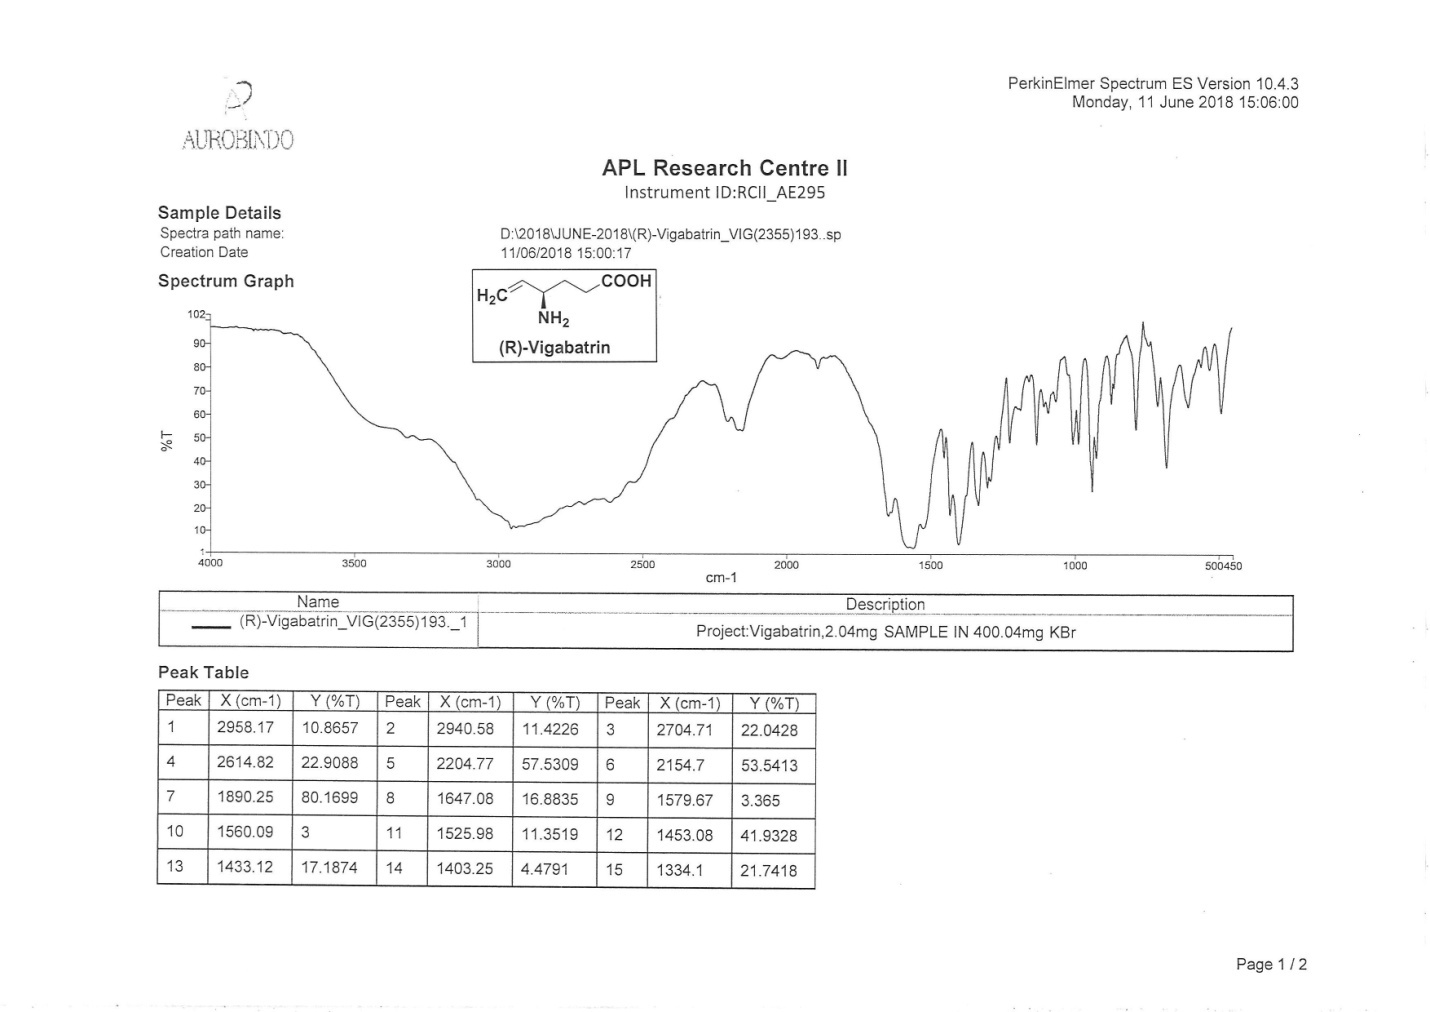 AUROBINDO
PerkinElmer Spectrum ES Version 10.4.3
Monday, 11 June 2018 15:06:00
APL Research Centre II
Instrument ID:RCII_AE295
Sample Details
Spectra path name: D:\2018\JUNE-2018\(R)-Vigabatrin_VIG(2355)193..sp
Creation Date 11/06/2018 15:00:17
Spectrum Graph
H2C COOH
NH2
(R)-Vigabatrin
102
90
80
70
60
50
40
30
20
10
1
%T
4000 3500 3000 2500 2000 1500 1000 500450
cm-1
Name Description
(R)-Vigabatrin_VIG(2355)193._1 Project:Vigabatrin,2.04mg SAMPLE IN 400.04mg KBr
Peak Table
Peak X (cm-1) Y (%T) Peak X (cm-1) Y (%T) Peak X (cm-1) Y (%T)
1 2958.17 10.8657 2 2940.58 11.4226 3 2704.71 22.0428
4 2614.82 22.9088 5 2204.77 57.5309 6 2154.7 53.5413
7 1890.25 80.1699 8 1647.08 16.8835 9 1579.67 3.365
10 1560.09 3 11 1525.98 11.3519 12 1453.08 41.9328
13 1433.12 17.1874 14 1403.25 4.4791 15 1334.1 21.7418
Page 1 / 2